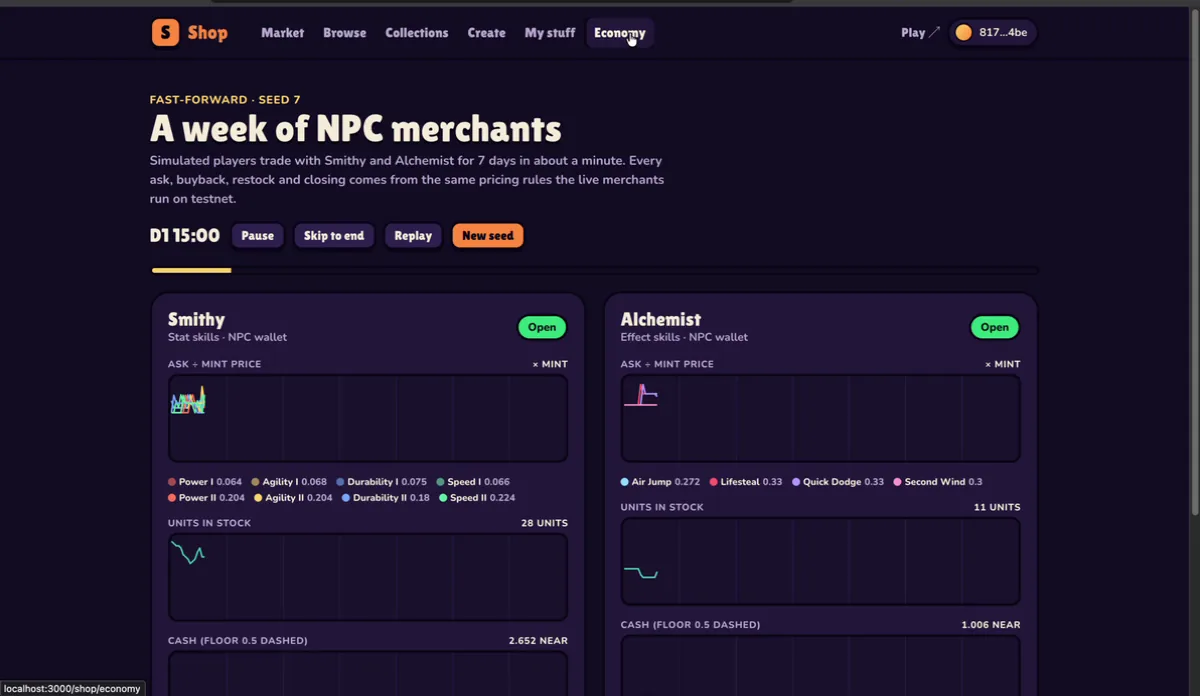 S Shop Market Browse Collections Create My stuff Economy Play ↗ 817...4be
FAST-FORWARD · SEED 7
A week of NPC merchants
Simulated players trade with Smithy and Alchemist for 7 days in about a minute. Every
ask, buyback, restock and closing comes from the same pricing rules the live merchants
run on testnet.
D1 15:00 Pause Skip to end Replay New seed
Smithy
Stat skills · NPC wallet
Open
ASK ÷ MINT PRICE × MINT
Power I 0.064 Agility I 0.068 Durability I 0.075 Speed I 0.066
Power II 0.204 Agility II 0.204 Durability II 0.18 Speed II 0.224
UNITS IN STOCK 28 UNITS
CASH (FLOOR 0.5 DASHED) 2.652 NEAR
Alchemist
Effect skills · NPC wallet
Open
ASK ÷ MINT PRICE × MINT
Air Jump 0.272 Lifesteal 0.33 Quick Dodge 0.33 Second Wind 0.3
UNITS IN STOCK 11 UNITS
CASH (FLOOR 0.5 DASHED) 1.006 NEAR
localhost:3000/shop/economy